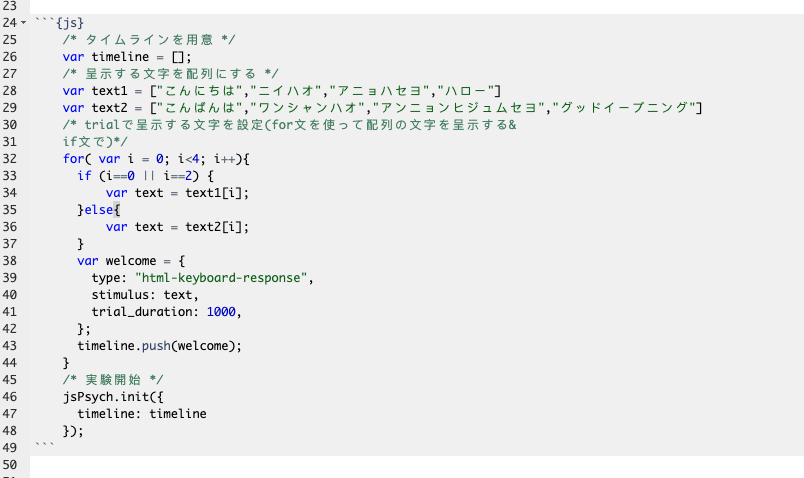 23
24 ```{js}
25 /* タイムラインを用意 */
26 var timeline = [];
27 /* 呈示する文字を配列にする */
28 var text1 = ["こんにちは","ニイハオ","アニョハセヨ","ハロー"]
29 var text2 = ["こんばんは","ワンシャンハオ","アンニョンヒジュムセヨ","グッドイーブニング"]
30 /* trialで呈示する文字を設定(for文を使って配列の文字を呈示する&
31 if文で)*/
32 for( var i = 0; i<4; i++){
33 if (i==0 || i==2) {
34 var text = text1[i];
35 }else{
36 var text = text2[i];
37 }
38 var welcome = {
39 type: "html-keyboard-response",
40 stimulus: text,
41 trial_duration: 1000,
42 };
43 timeline.push(welcome);
44 }
45 /* 実験開始 */
46 jsPsych.init({
47 timeline: timeline
48 });
49 ```
50